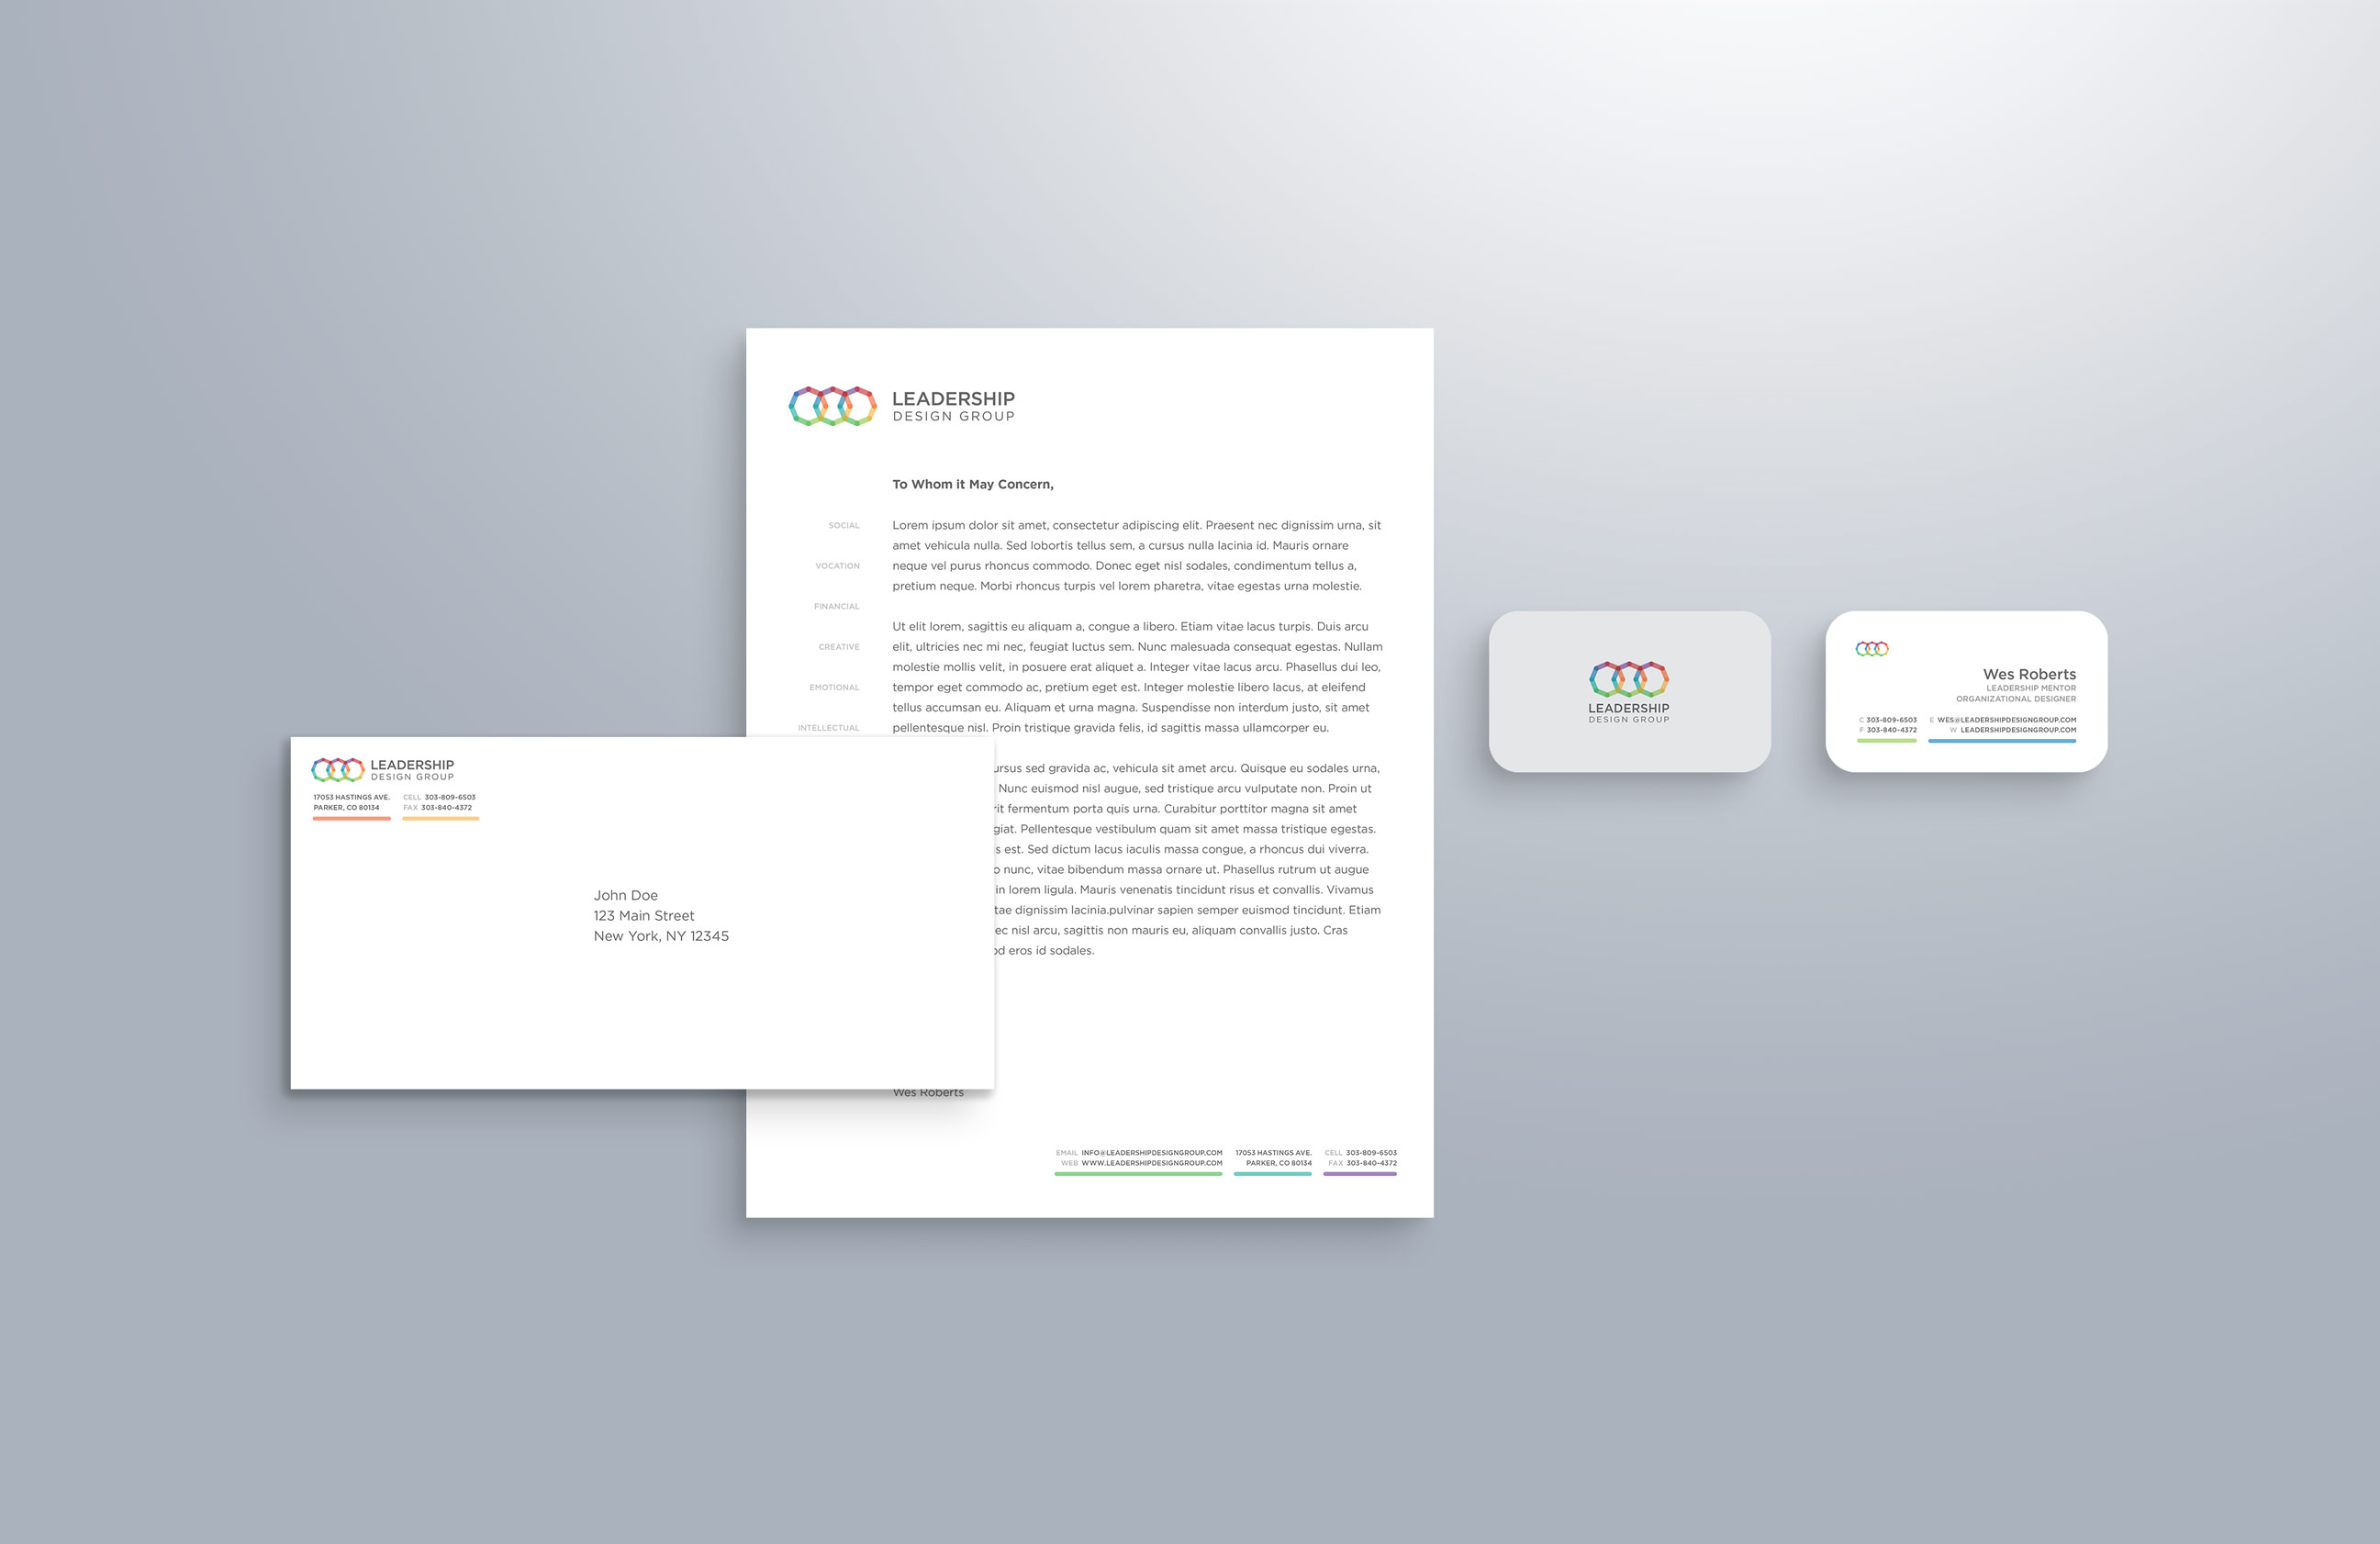 LEADERSHIP
DESIGN GROUP
To Whom it May Concern,
SOCIAL
VOCATION
FINANCIAL
CREATIVE
EMOTIONAL
INTELLECTUAL
Lorem ipsum dolor sit amet, consectetur adipiscing elit. Praesent nec dignissim urna, sit
amet vehicula nulla. Sed lobortis tellus sem, a cursus nulla lacinia id. Mauris ornare
neque vel purus rhoncus commodo. Donec eget nisl sodales, condimentum tellus a,
pretium neque. Morbi rhoncus turpis vel lorem pharetra, vitae egestas urna molestie.
Ut elit lorem, sagittis eu aliquam a, congue a libero. Etiam vitae lacus turpis. Duis arcu
elit, ultricies nec mi nec, feugiat luctus sem. Nunc malesuada consequat egestas. Nullam
molestie mollis velit, in posuere erat aliquet a. Integer vitae lacus arcu. Phasellus dui leo,
tempor eget commodo ac, pretium eget est. Integer molestie libero lacus, at eleifend
tellus accumsan eu. Aliquam et urna magna. Suspendisse non interdum justo, sit amet
pellentesque nisl. Proin tristique gravida felis, id sagittis massa ullamcorper eu.
sed gravida ac, vehicula sit amet arcu. Quisque eu sodales urna,
Nunc euismod nisl augue, sed tristique arcu vulputate non. Proin ut
fermentum porta quis urna. Curabitur porttitor magna sit amet
Pellentesque vestibulum quam sit amet massa tristique egestas.
est. Sed dictum lacus iaculis massa congue, a rhoncus dui viverra.
nunc, vitae bibendum massa ornare ut. Phasellus rutrum ut augue
in lorem ligula. Mauris venenatis tincidunt risus et convallis. Vivamus
dignissim lacinia.pulvinar sapien semper euismod tincidunt. Etiam
nisl arcu, sagittis non mauris eu, aliquam convallis justo. Cras
eros id sodales.
Wes Roberts
EMAIL INFO@LEADERSHIPDESIGNGROUP.COM
WEB WWW.LEADERSHIPDESIGNGROUP.COM
17053 HASTINGS AVE.
PARKER, CO 80134
CELL 303-809-6503
FAX 303-840-4372
LEADERSHIP
DESIGN GROUP
17053 HASTINGS AVE.
PARKER, CO 80134
CELL 303-809-6503
FAX 303-840-4372
John Doe
123 Main Street
New York, NY 12345
LEADERSHIP
DESIGN GROUP
Wes Roberts
LEADERSHIP MENTOR
ORGANIZATIONAL DESIGNER
C 303-809-6503
F 303-840-4372
E WES@LEADERSHIPDESIGNGROUP.COM
W LEADERSHIPDESIGNGROUP.COM